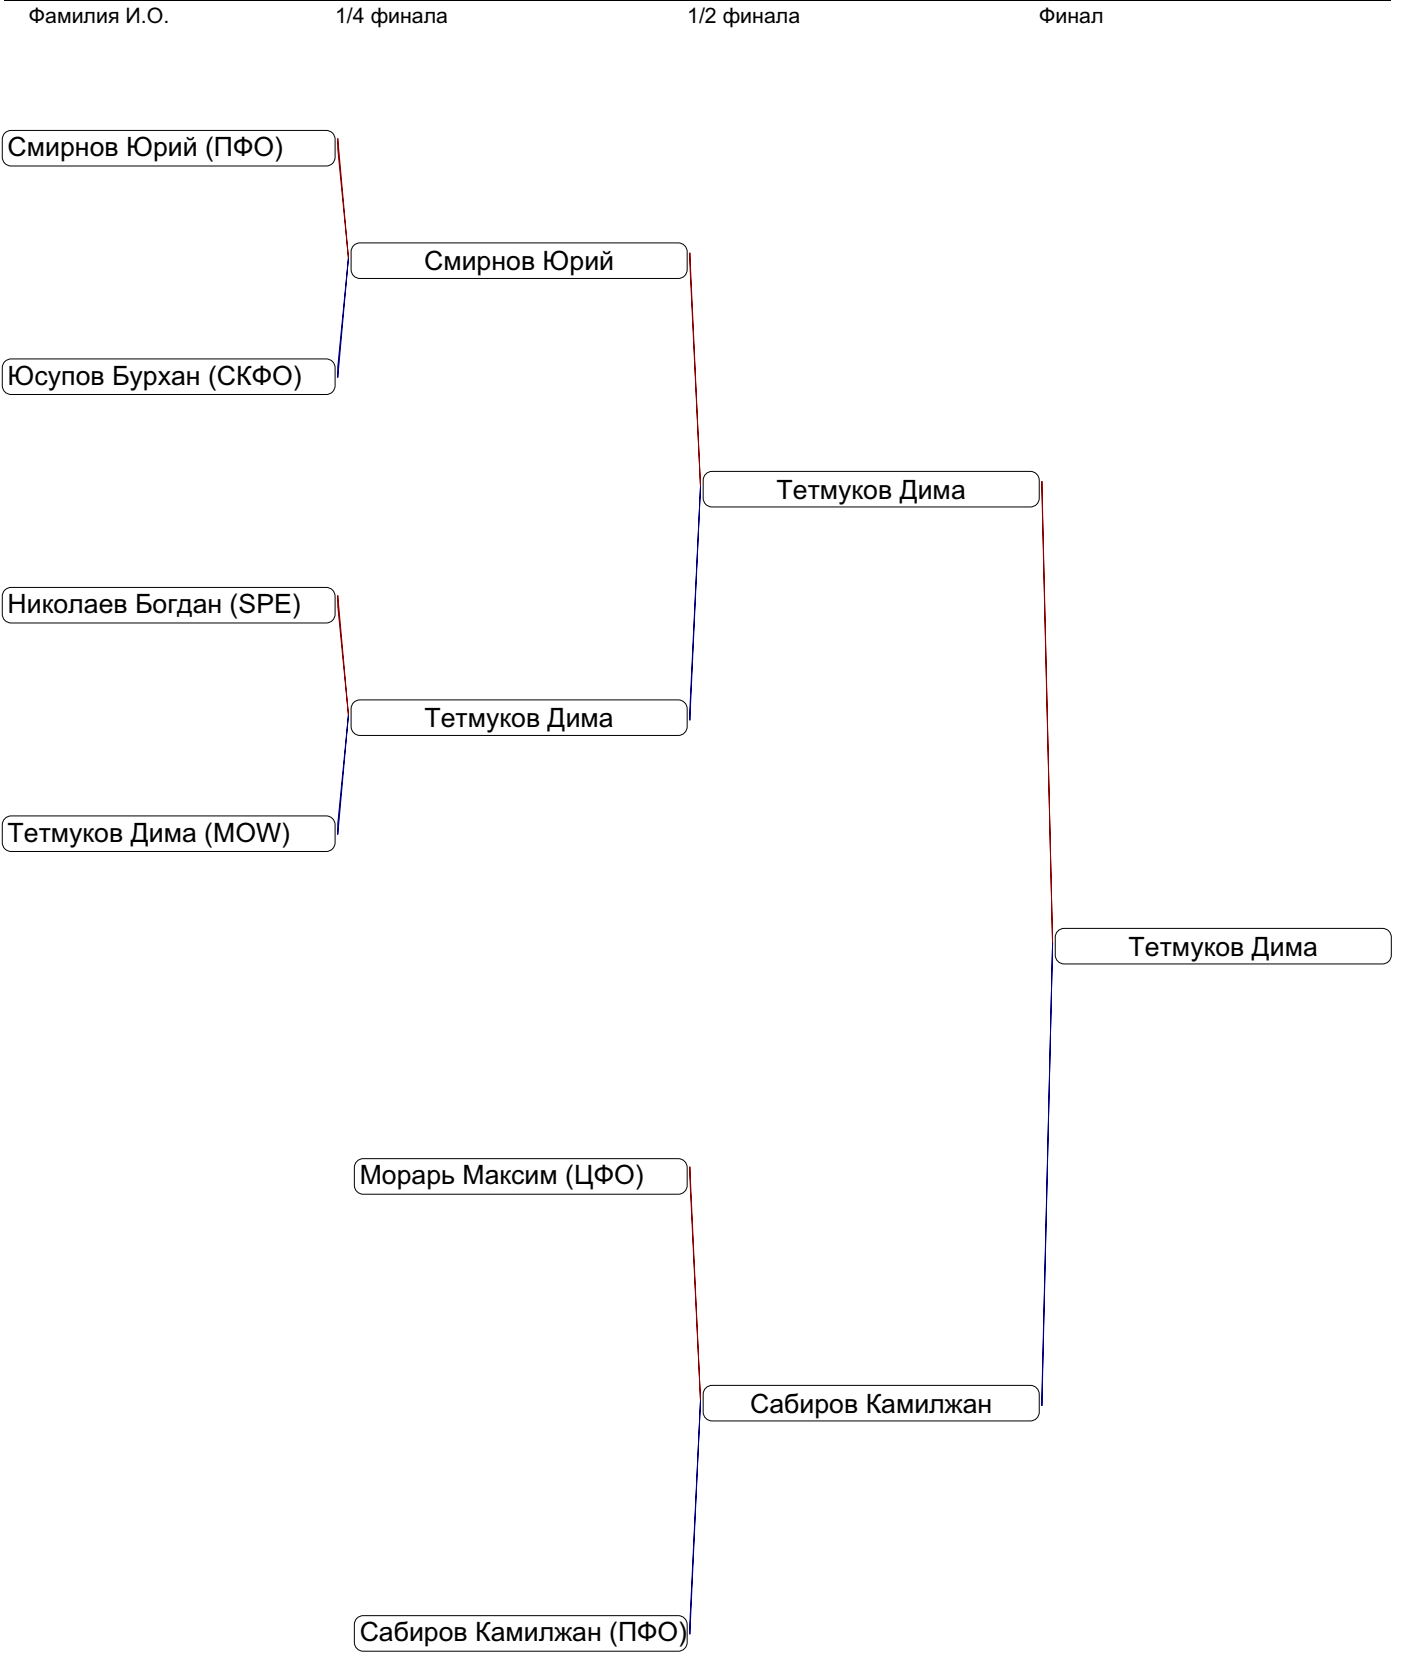 Фамилия И.О. 1/4 финала 1/2 финала Финал
Смирнов Юрий (ПФО)
Смирнов Юрий
Юсупов Бурхан (СКФО)
Тетмуков Дима
Николаев Богдан (SPE)
Тетмуков Дима
Тетмуков Дима (MOW)
Тетмуков Дима
Морарь Максим (ЦФО)
Сабиров Камилжан
Сабиров Камилжан (ПФО)